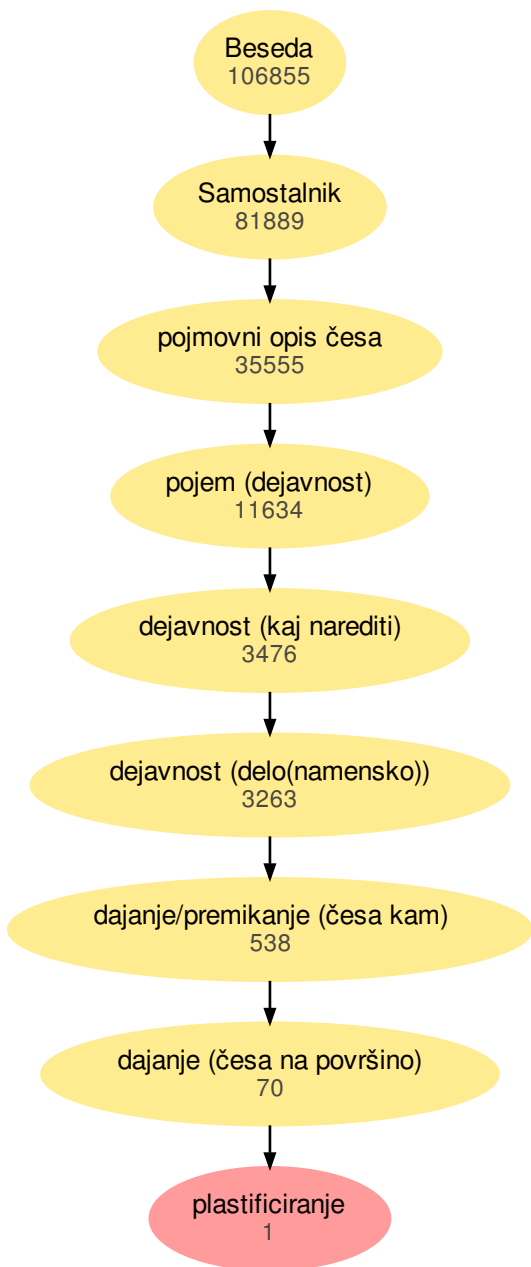 Beseda
106855
Samostalnik
81889
pojmovni opis česa
35555
pojem (dejavnost)
11634
dejavnost (kaj narediti)
3476
dejavnost (delo(namensko))
3263
dajanje/premikanje (česa kam)
538
dajanje (česa na površino)
70
plastificiranje
1